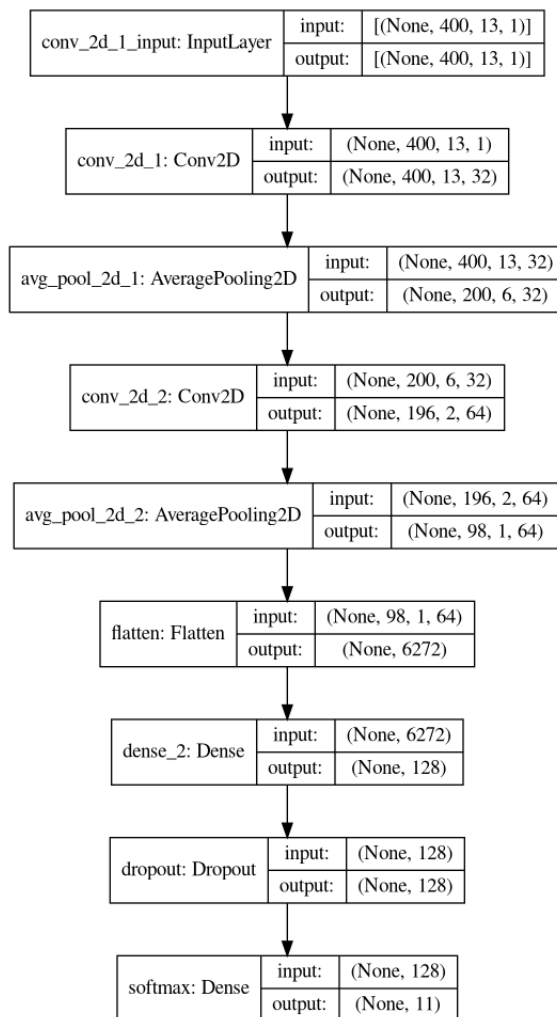 conv_2d_1_input: InputLayer
input: [(None, 400, 13, 1)]
output: [(None, 400, 13, 1)]
conv_2d_1: Conv2D
input: (None, 400, 13, 1)
output: (None, 400, 13, 32)
avg_pool_2d_1: AveragePooling2D
input: (None, 400, 13, 32)
output: (None, 200, 6, 32)
conv_2d_2: Conv2D
input: (None, 200, 6, 32)
output: (None, 196, 2, 64)
avg_pool_2d_2: AveragePooling2D
input: (None, 196, 2, 64)
output: (None, 98, 1, 64)
flatten: Flatten
input: (None, 98, 1, 64)
output: (None, 6272)
dense_2: Dense
input: (None, 6272)
output: (None, 128)
dropout: Dropout
input: (None, 128)
output: (None, 128)
softmax: Dense
input: (None, 128)
output: (None, 11)